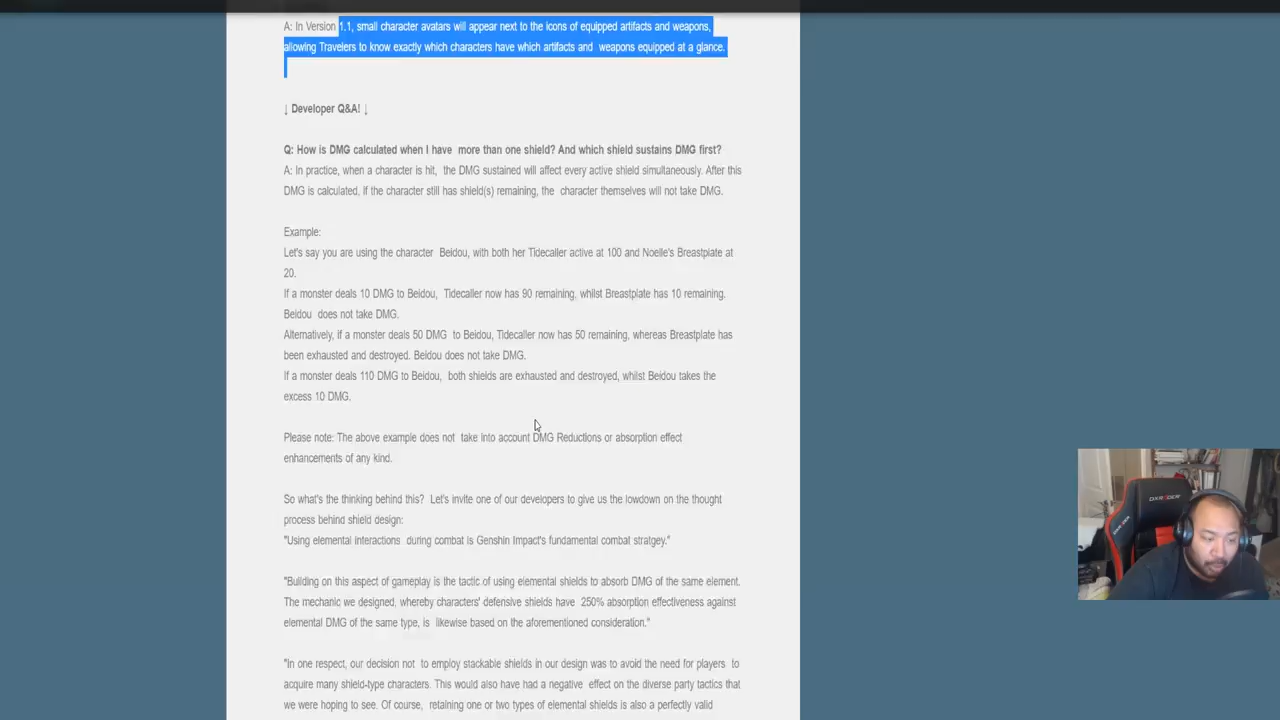 A: In Version 1.1, small character avatars will appear next to the icons of equipped artifacts and weapons,
allowing Travelers to know exactly which characters have which artifacts and weapons equipped at a glance.
↓ Developer Q&A! ↓
Q: How is DMG calculated when I have more than one shield? And which shield sustains DMG first?
A: In practice, when a character is hit, the DMG sustained will affect every active shield simultaneously. After this
DMG is calculated, if the character still has shield(s) remaining, the character themselves will not take DMG.
Example:
Let's say you are using the character Beidou, with both her Tidecaller active at 100 and Noelle's Breastplate at
20.
If a monster deals 10 DMG to Beidou, Tidecaller now has 90 remaining, whilst Breastplate has 10 remaining.
Beidou does not take DMG.
Alternatively, if a monster deals 50 DMG to Beidou, Tidecaller now has 50 remaining, whereas Breastplate has
been exhausted and destroyed. Beidou does not take DMG.
If a monster deals 110 DMG to Beidou, both shields are exhausted and destroyed, whilst Beidou takes the
excess 10 DMG.
Please note: The above example does not take into account DMG Reductions or absorption effect
enhancements of any kind.
So what's the thinking behind this? Let's invite one of our developers to give us the lowdown on the thought
process behind shield design:
"Using elemental interactions during combat is Genshin Impact's fundamental combat stratgey."
"Building on this aspect of gameplay is the tactic of using elemental shields to absorb DMG of the same element.
The mechanic we designed, whereby characters' defensive shields have 250% absorption effectiveness against
elemental DMG of the same type, is likewise based on the aforementioned consideration."
"In one respect, our decision not to employ stackable shields in our design was to avoid the need for players to
acquire many shield-type characters. This would also have had a negative effect on the diverse party tactics that
we were hoping to see. Of course, retaining one or two types of elemental shields is also a perfectly valid
DXRACER